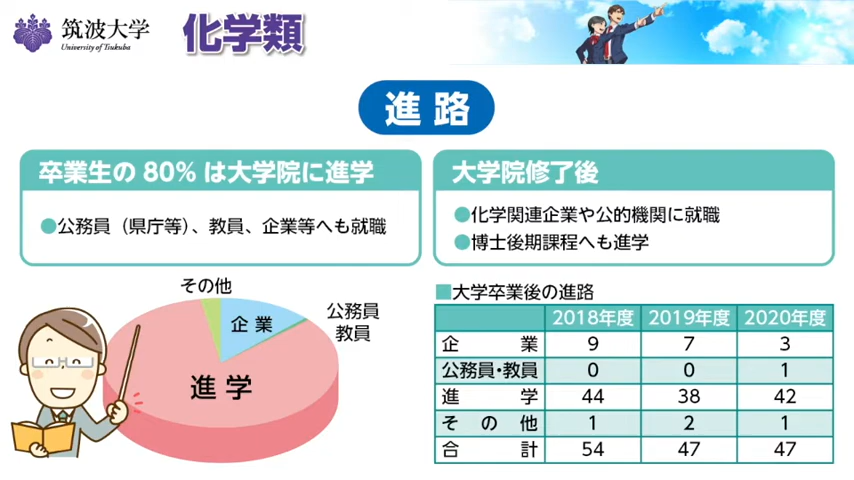 筑波大学
University of Tsukuba
化学類
進路
卒業生の 80% は大学院に進学
●公務員（県庁等）、教員、企業等へも就職
大学院修了後
●化学関連企業や公的機関に就職
●博士後期課程へも進学
その他
企業
公務員
教員
進学
■大学卒業後の進路
2018年度 2019年度 2020年度
企業 9 7 3
公務員・教員 0 0 1
進学 44 38 42
その他 1 2 1
合計 54 47 47